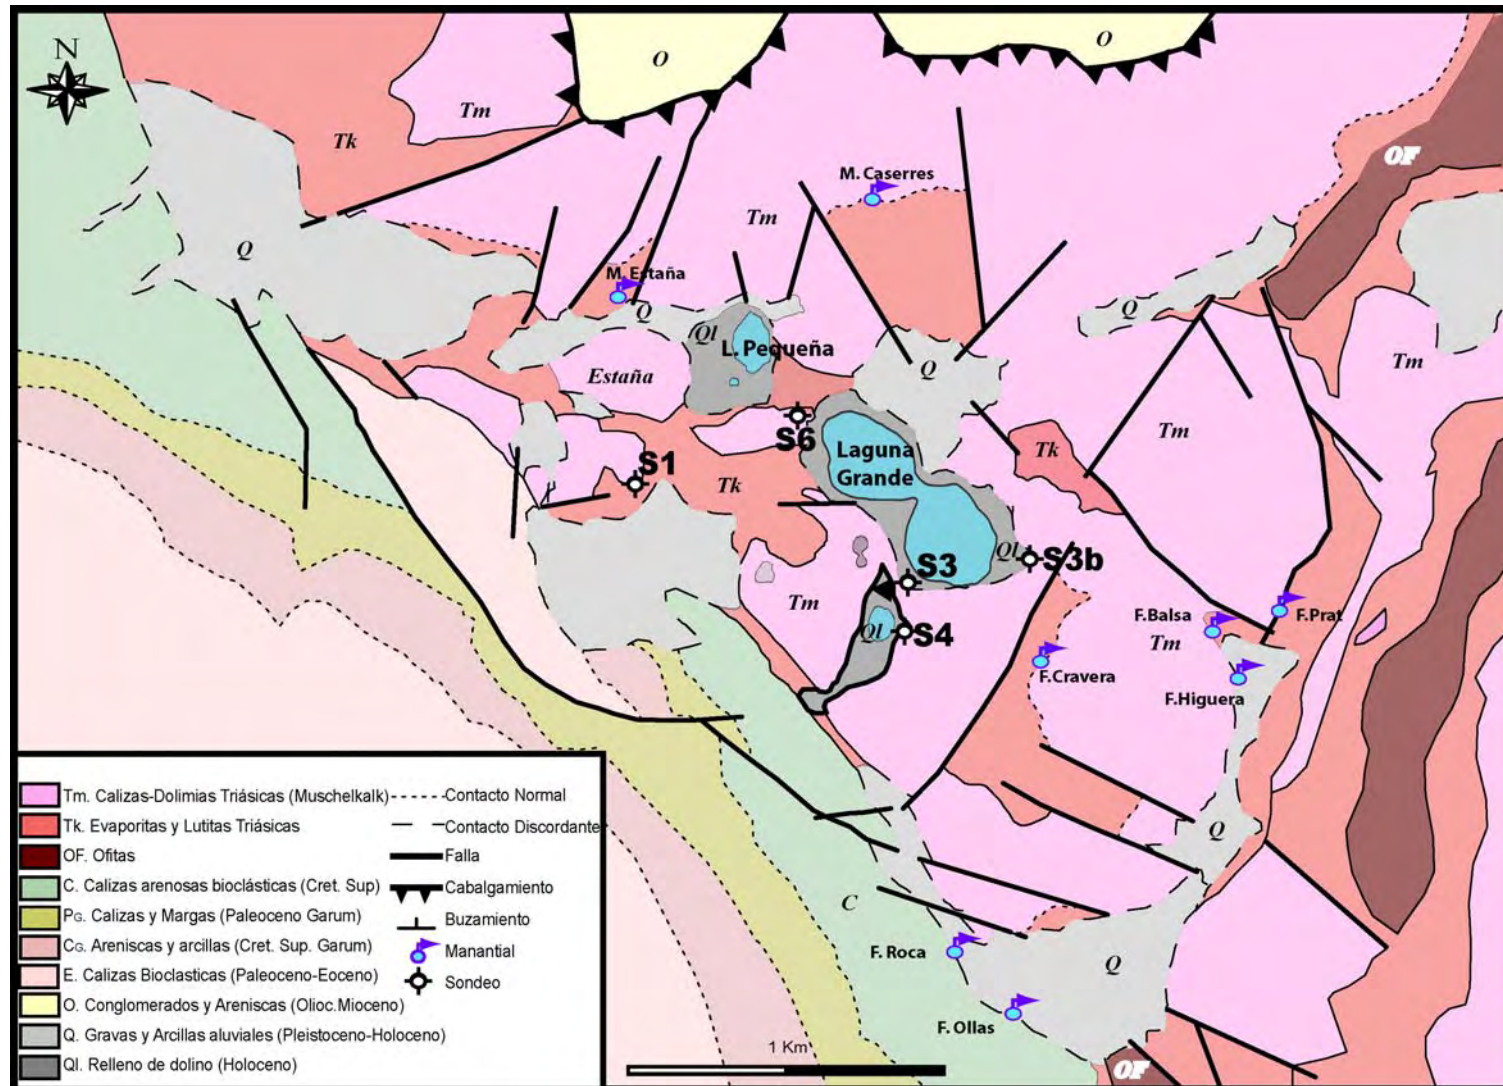 N
O
O
Tm
Tk
OF
M. Caserres
Tm
Q
M. Estaña
Q
Q
Ql
L. Pequeña
Tm
Estaña
Q
Tm
S6
Laguna
Grande
S1
Tk
Tk
Ql
S3b
S3
Tm
Ql
S4
F.Balsa
F.Prat
Tm
F.Cravera
F.Higuera
Q
C
F. Roca
Q
F. Ollas
OF
1 Km
Tm. Calizas-Dolimias Triásicas (Muschelkalk)
Tk. Evaporitas y Lutitas Triásicas
OF. Ofitas
C. Calizas arenosas bioclásticas (Cret. Sup)
PG. Calizas y Margas (Paleoceno Garum)
CG. Areniscas y arcillas (Cret. Sup. Garum)
E. Calizas Bioclasticas (Paleoceno-Eoceno)
O. Conglomerados y Areniscas (Olioc.Mioceno)
Q. Gravas y Arcillas aluviales (Pleistoceno-Holoceno)
Ql. Relleno de dolino (Holoceno)
Contacto Normal
Contacto Discordante
Falla
Cabalgamiento
Buzamiento
Manantial
Sondeo